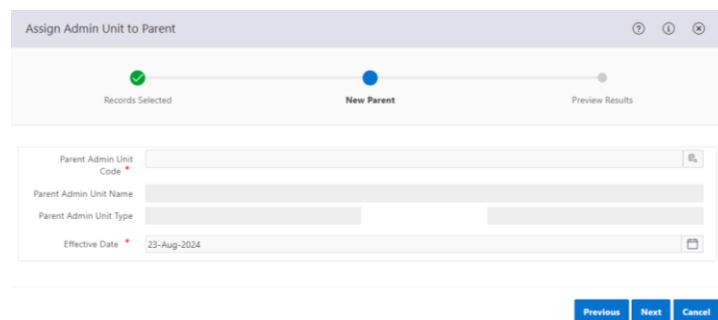 Assign Admin Unit to Parent
Records Selected
New Parent
Preview Results
Parent Admin Unit
Code *
Parent Admin Unit Name
Parent Admin Unit Type
Effective Date *
23-Aug-2024
Previous
Next
Cancel